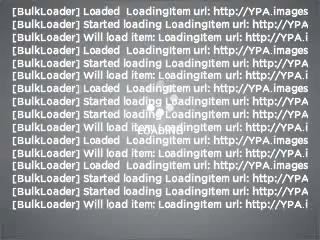 [BulkLoader] Loaded  LoadingItem url: http://YPA.images
[BulkLoader] Started loading LoadingItem url: http://YPA
[BulkLoader] Will load item: LoadingItem url: http://YPA.i
[BulkLoader] Loaded  LoadingItem url: http://YPA.images
[BulkLoader] Started loading LoadingItem url: http://YPA
[BulkLoader] Will load item: LoadingItem url: http://YPA.i
[BulkLoader] Loaded  LoadingItem url: http://YPA.images
[BulkLoader] Started loading LoadingItem url: http://YPA
[BulkLoader] Started loading LoadingItem url: http://YPA
[BulkLoader] Will load item: LoadingItem url: http://YPA.i
LOADING
[BulkLoader] Loaded  LoadingItem url: http://YPA.images
[BulkLoader] Will load item: LoadingItem url: http://YPA.i
[BulkLoader] Loaded  LoadingItem url: http://YPA.images
[BulkLoader] Started loading LoadingItem url: http://YPA
[BulkLoader] Started loading LoadingItem url: http://YPA
[BulkLoader] Will load item: LoadingItem url: http://YPA.i